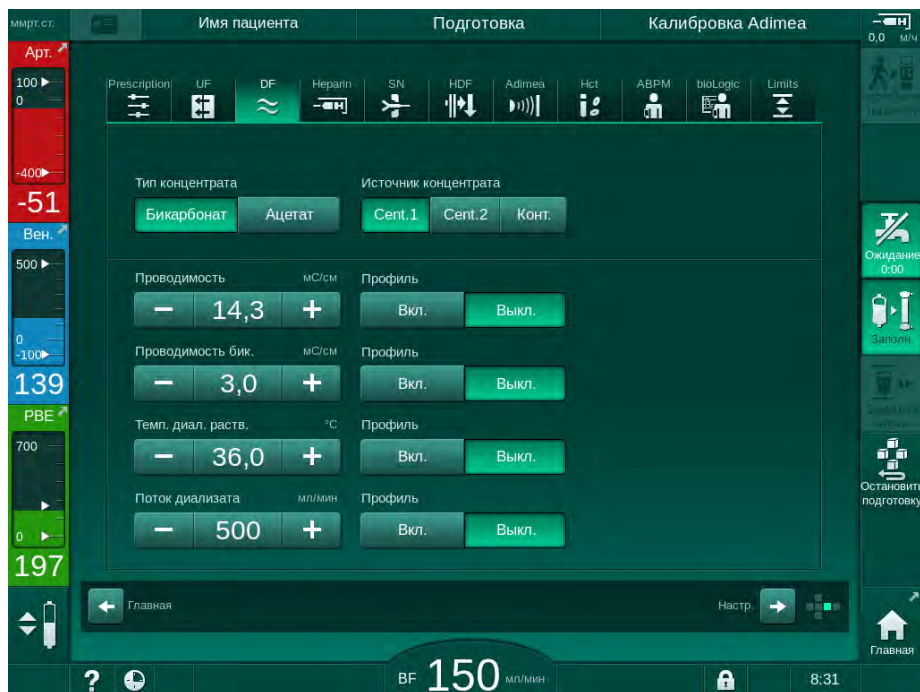 ммрт.ст.
Имя пациента
Подготовка
Калибровка Adimea
0,0 м/ч
Арт.
100
0
-400
-51
Вен.
500
0
-100
139
PBE
700
0
197
Prescription
UF
DF
Heparin
SN
HDF
Adimea
Hct
ABPM
bioLogic
Limits
Тип концентрата
Источник концентрата
Бикарбонат
Ацетат
Cent.1
Cent.2
Конт.
Проводимость мС/см
Профиль
14,3
Вкл.
Выкл.
Проводимость бик. мС/см
Профиль
3,0
Вкл.
Выкл.
Темп. диал. раств. °C
Профиль
36,0
Вкл.
Выкл.
Поток диализата мл/мин
Профиль
500
Вкл.
Выкл.
Главная
Настр.
Ожидание
0:00
Заполн.
Остановить
подготовку
Главная
?
BF 150 мл/мин
8:31